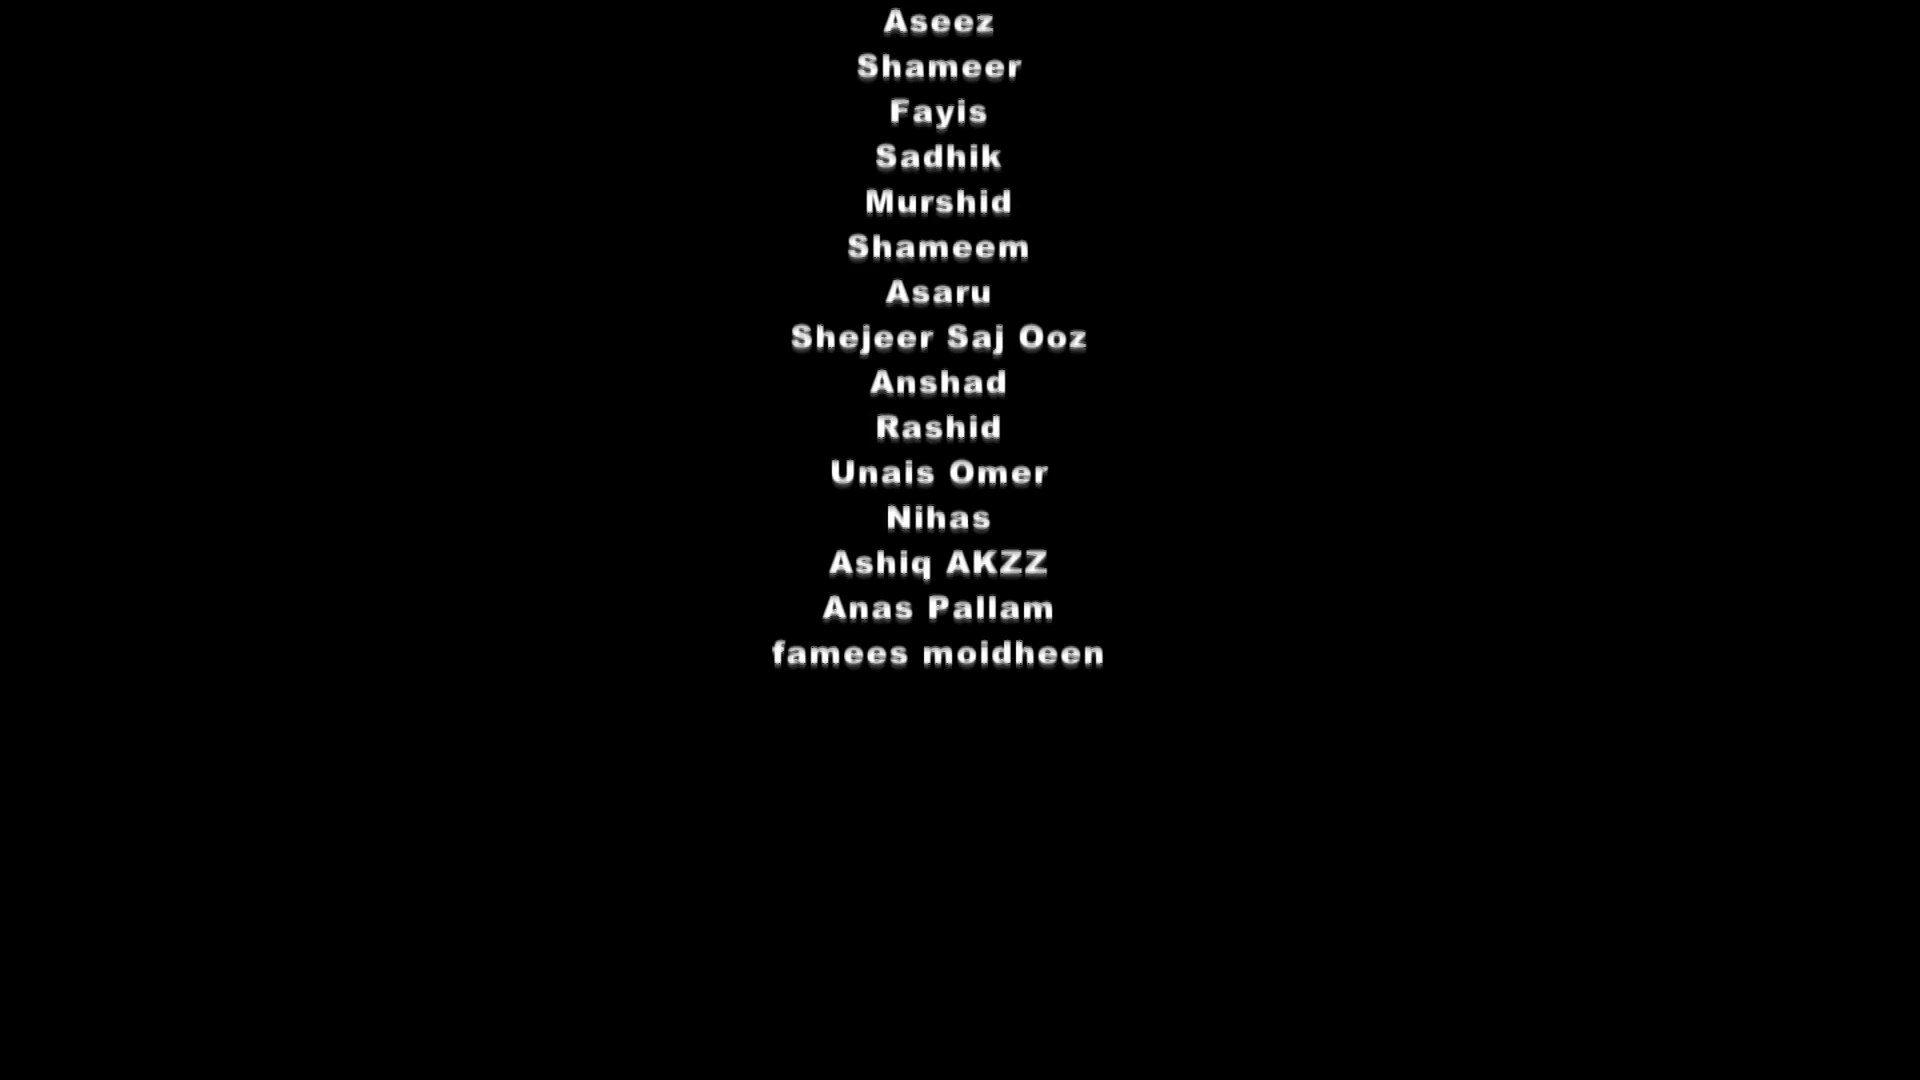 Aseez
Shameer
Fayis
Sadhik
Murshid
Shameem
Asaru
Shejeer Saj Ooz
Anshad
Rashid
Unais Omer
Nihas
Ashiq AKZZ
Anas Pallam
famees moidheen